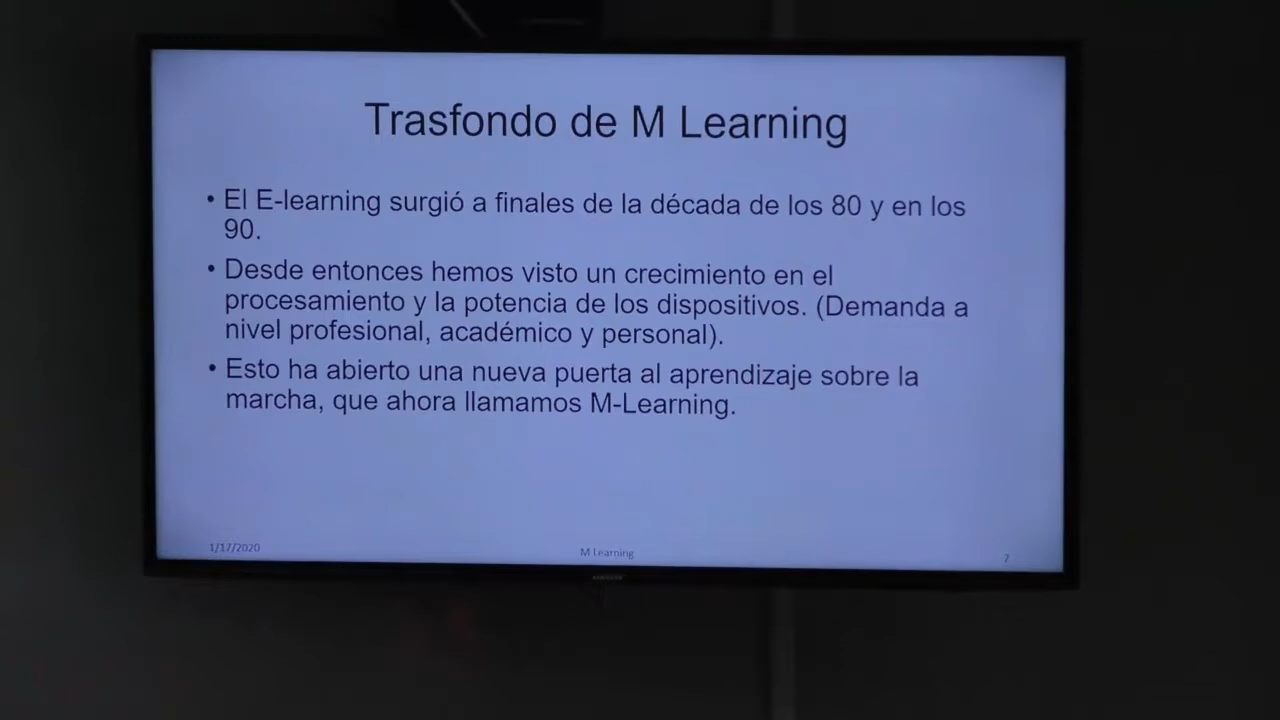 Trasfondo de M Learning
• El E-learning surgió a finales de la década de los 80 y en los
90.
• Desde entonces hemos visto un crecimiento en el
procesamiento y la potencia de los dispositivos. (Demanda a
nivel profesional, académico y personal).
• Esto ha abierto una nueva puerta al aprendizaje sobre la
marcha, que ahora llamamos M-Learning.
1/17/2020
M Learning
7